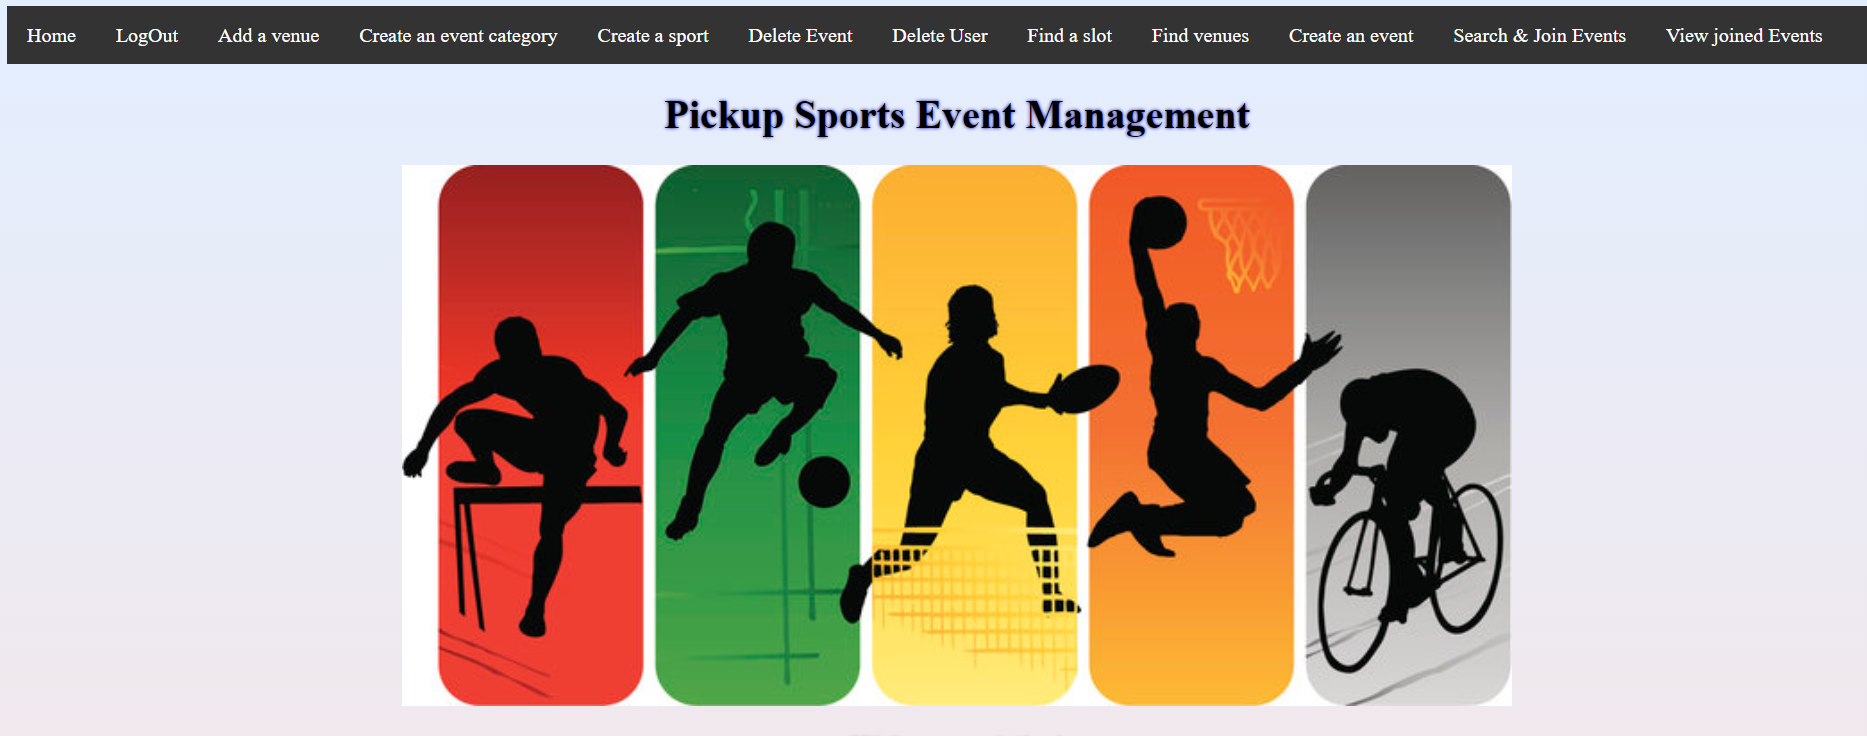 Home LogOut Add a venue Create an event category Create a sport Delete Event Delete User Find a slot Find venues Create an event Search & Join Events View joined Events
Pickup Sports Event Management